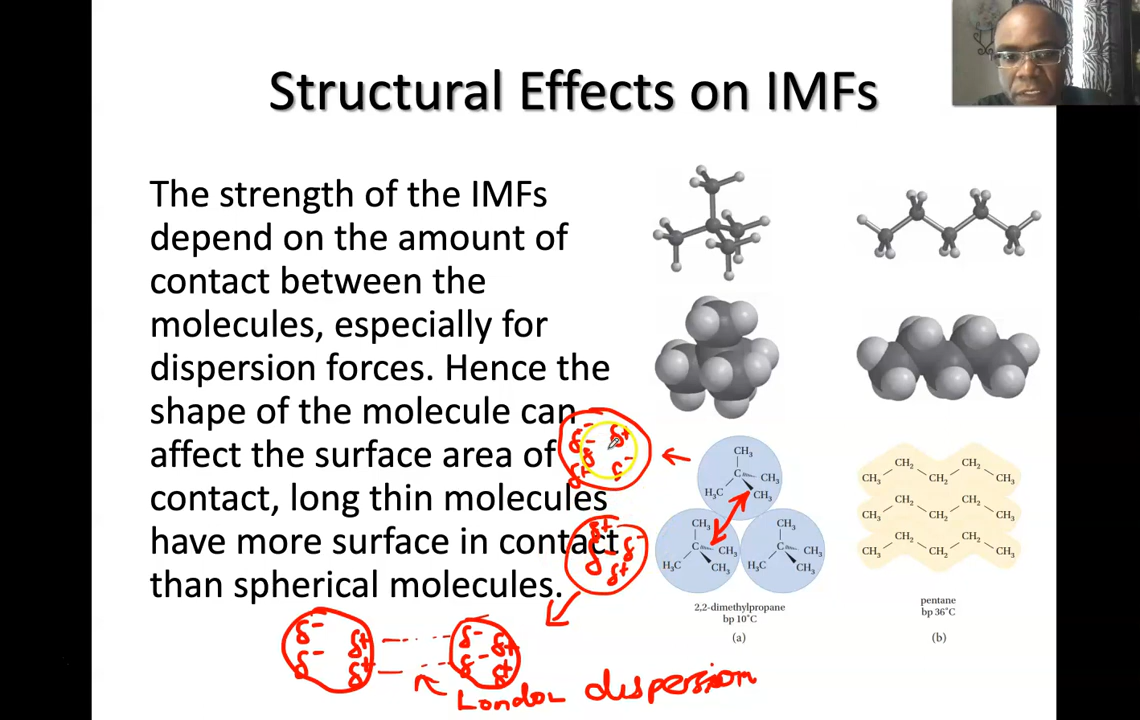 Structural Effects on IMFs
The strength of the IMFs
depend on the amount of
contact between the
molecules, especially for
dispersion forces. Hence the
shape of the molecule can
affect the surface area of
contact, long thin molecules
have more surface in contact
than spherical molecules.
CH3
C
CH3
H3C
CH3
CH3
C
CH3
H3C
CH3
CH3
C
CH3
H3C
CH3
2,2-dimethylpropane
bp 10°C
(a)
CH2 CH2
CH3 CH2 CH3
CH2 CH2
CH3 CH2 CH3
CH2 CH2
CH3 CH2 CH3
pentane
bp 36°C
(b)
δ- δ+
δ- δ+
δ- δ+
δ- δ+
London dispersion